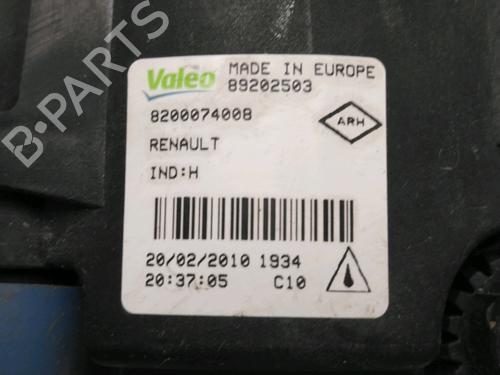 Valeo MADE IN EUROPE
89202503
8200074008
ARH
RENAULT
IND:H
20/02/2010 1934
20:37:05 C10
B-PARTS